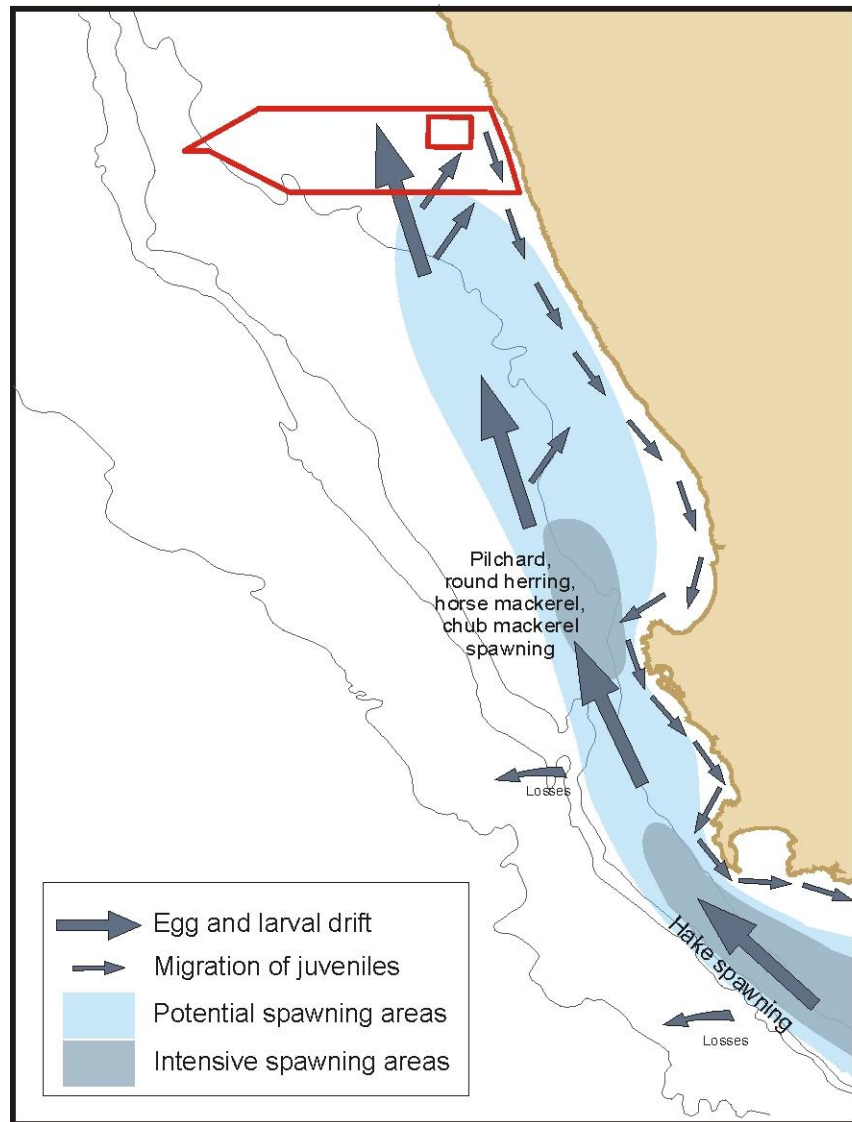 Pilchard,
round herring,
horse mackerel,
chub mackerel
spawning
Losses
Hake spawning
Losses
Egg and larval drift
Migration of juveniles
Potential spawning areas
Intensive spawning areas